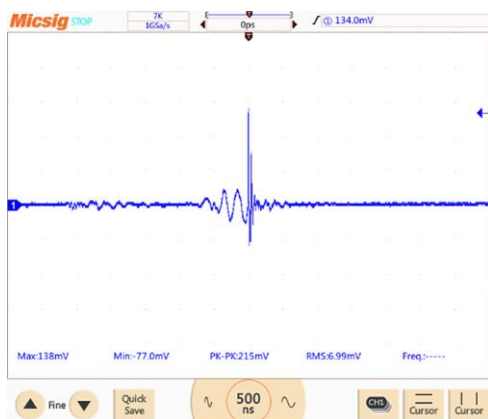 Micsig STOP 7K 1GSa/s 0ps ① 134.0mV
1
Max:138mV Min:-77.0mV PK-PK:215mV RMS:6.99mV Freq:-----
Fine Quick Save 500 ns CH1 Cursor Cursor